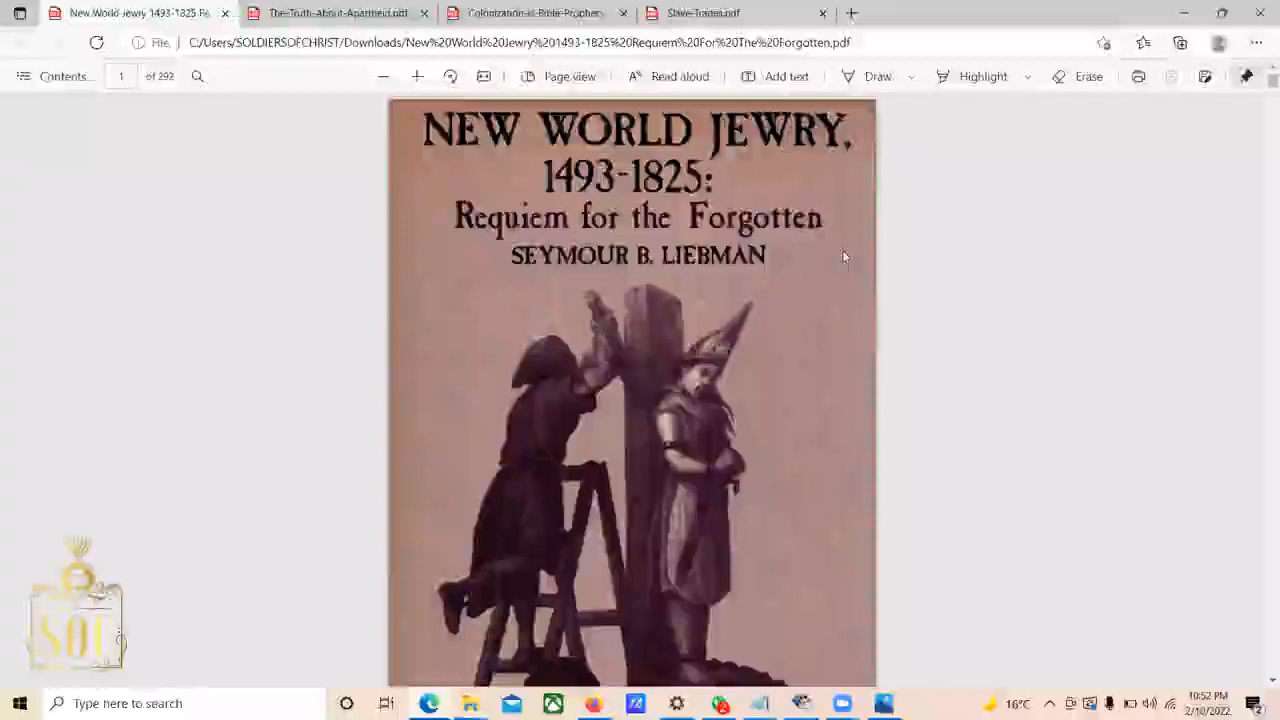 New World Jewry 1493-1825 Re
The-Truth-About-Apartheid.pdf
Colonization-is-Bible-Prophecy
Slave-Trade.pdf
File
C:/Users/SOLDIERSOFCHRIST/Downloads/New%20World%20Jewry%201493-1825%20Requiem%20For%20The%20Forgotten.pdf
Contents...
1
of 292
Page view
Read aloud
Add text
Draw
Highlight
Erase
NEW WORLD JEWRY,
1493-1825:
Requiem for the Forgotten
SEYMOUR B. LIEBMAN
SOC
Type here to search
16°C
10:52 PM
2/10/2022